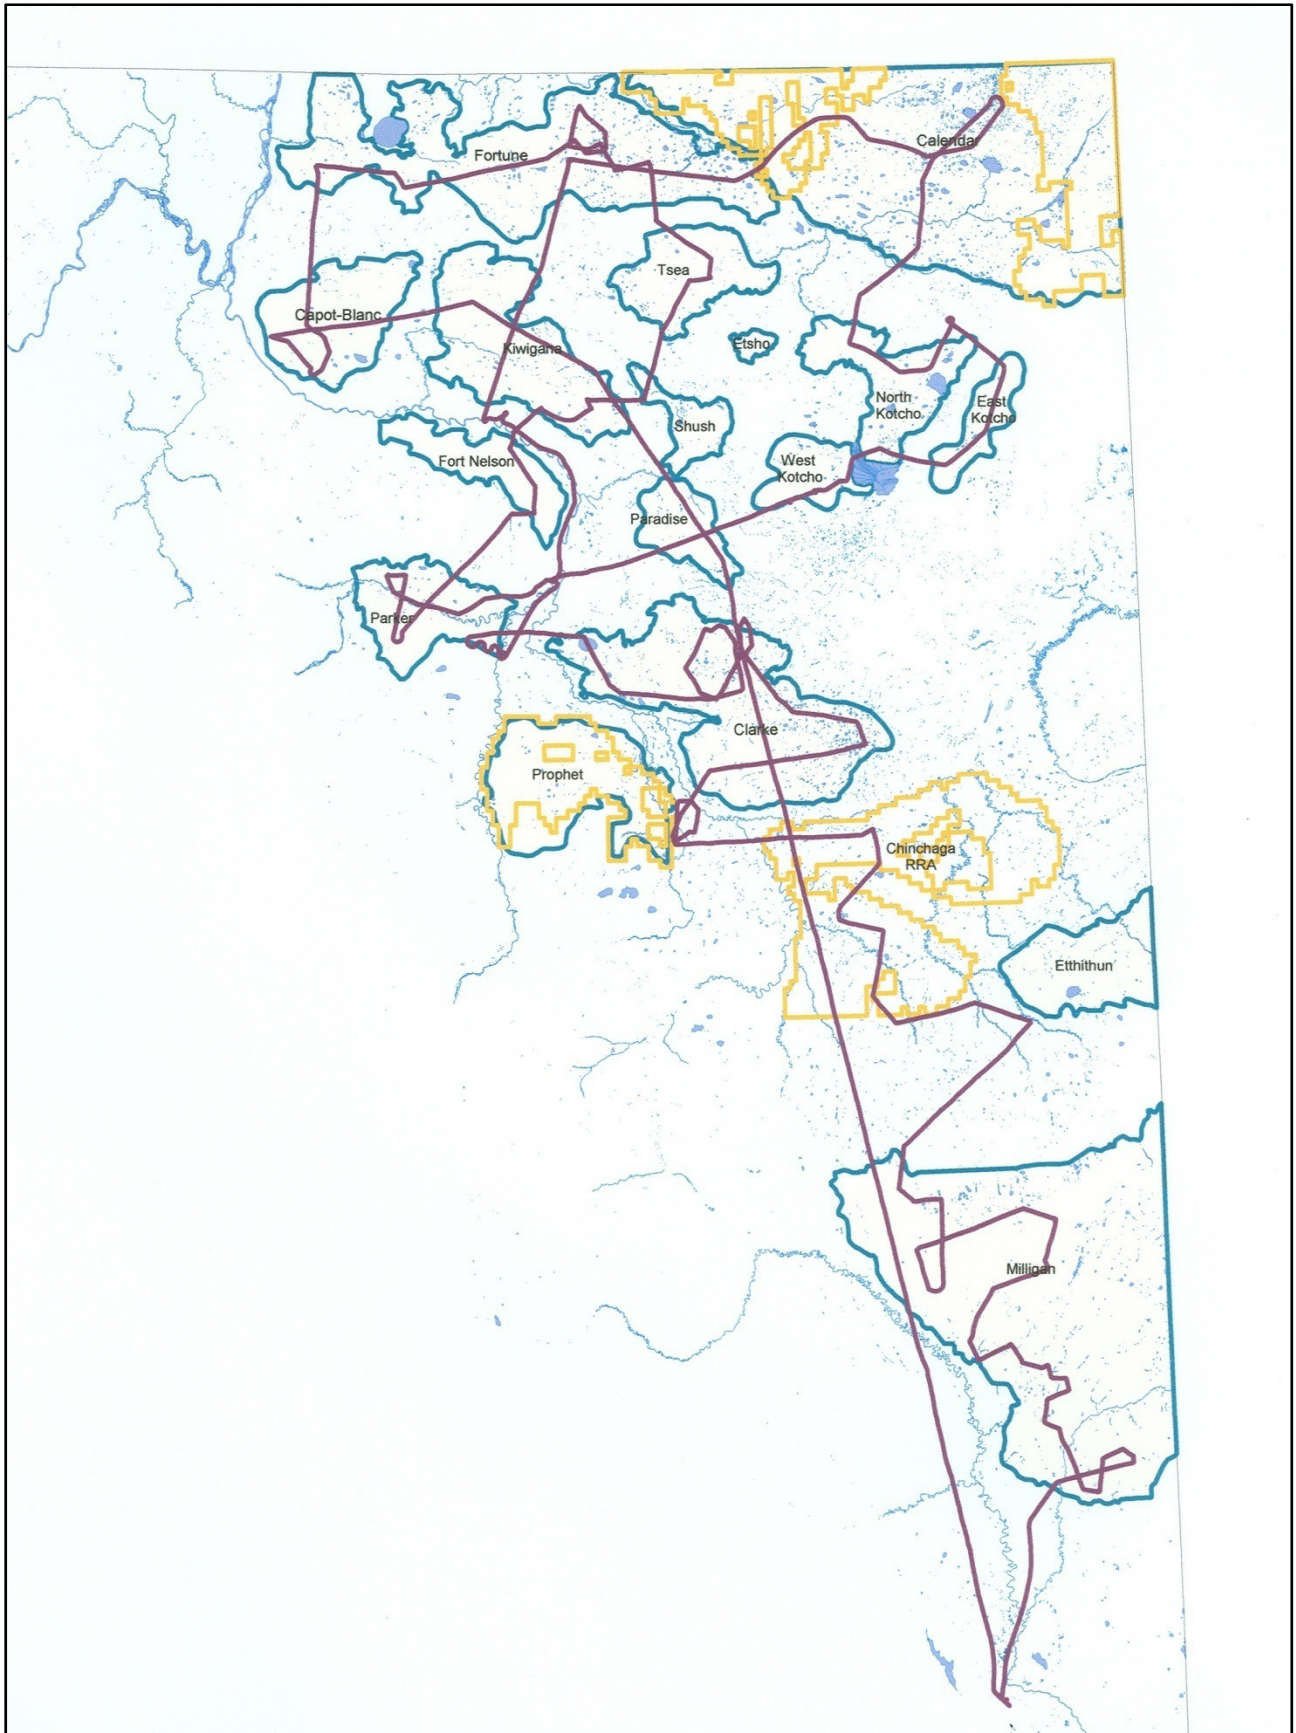 Calendar
Fortune
Tsea
Capot-Blanc
Etsho
Kiwigana
North
Kotcho
East
Kotcho
Shush
Fort Nelson
West
Kotcho
Paradise
Parker
Clarke
Prophet
Chinchaga
RRA
Etthithun
Milligan